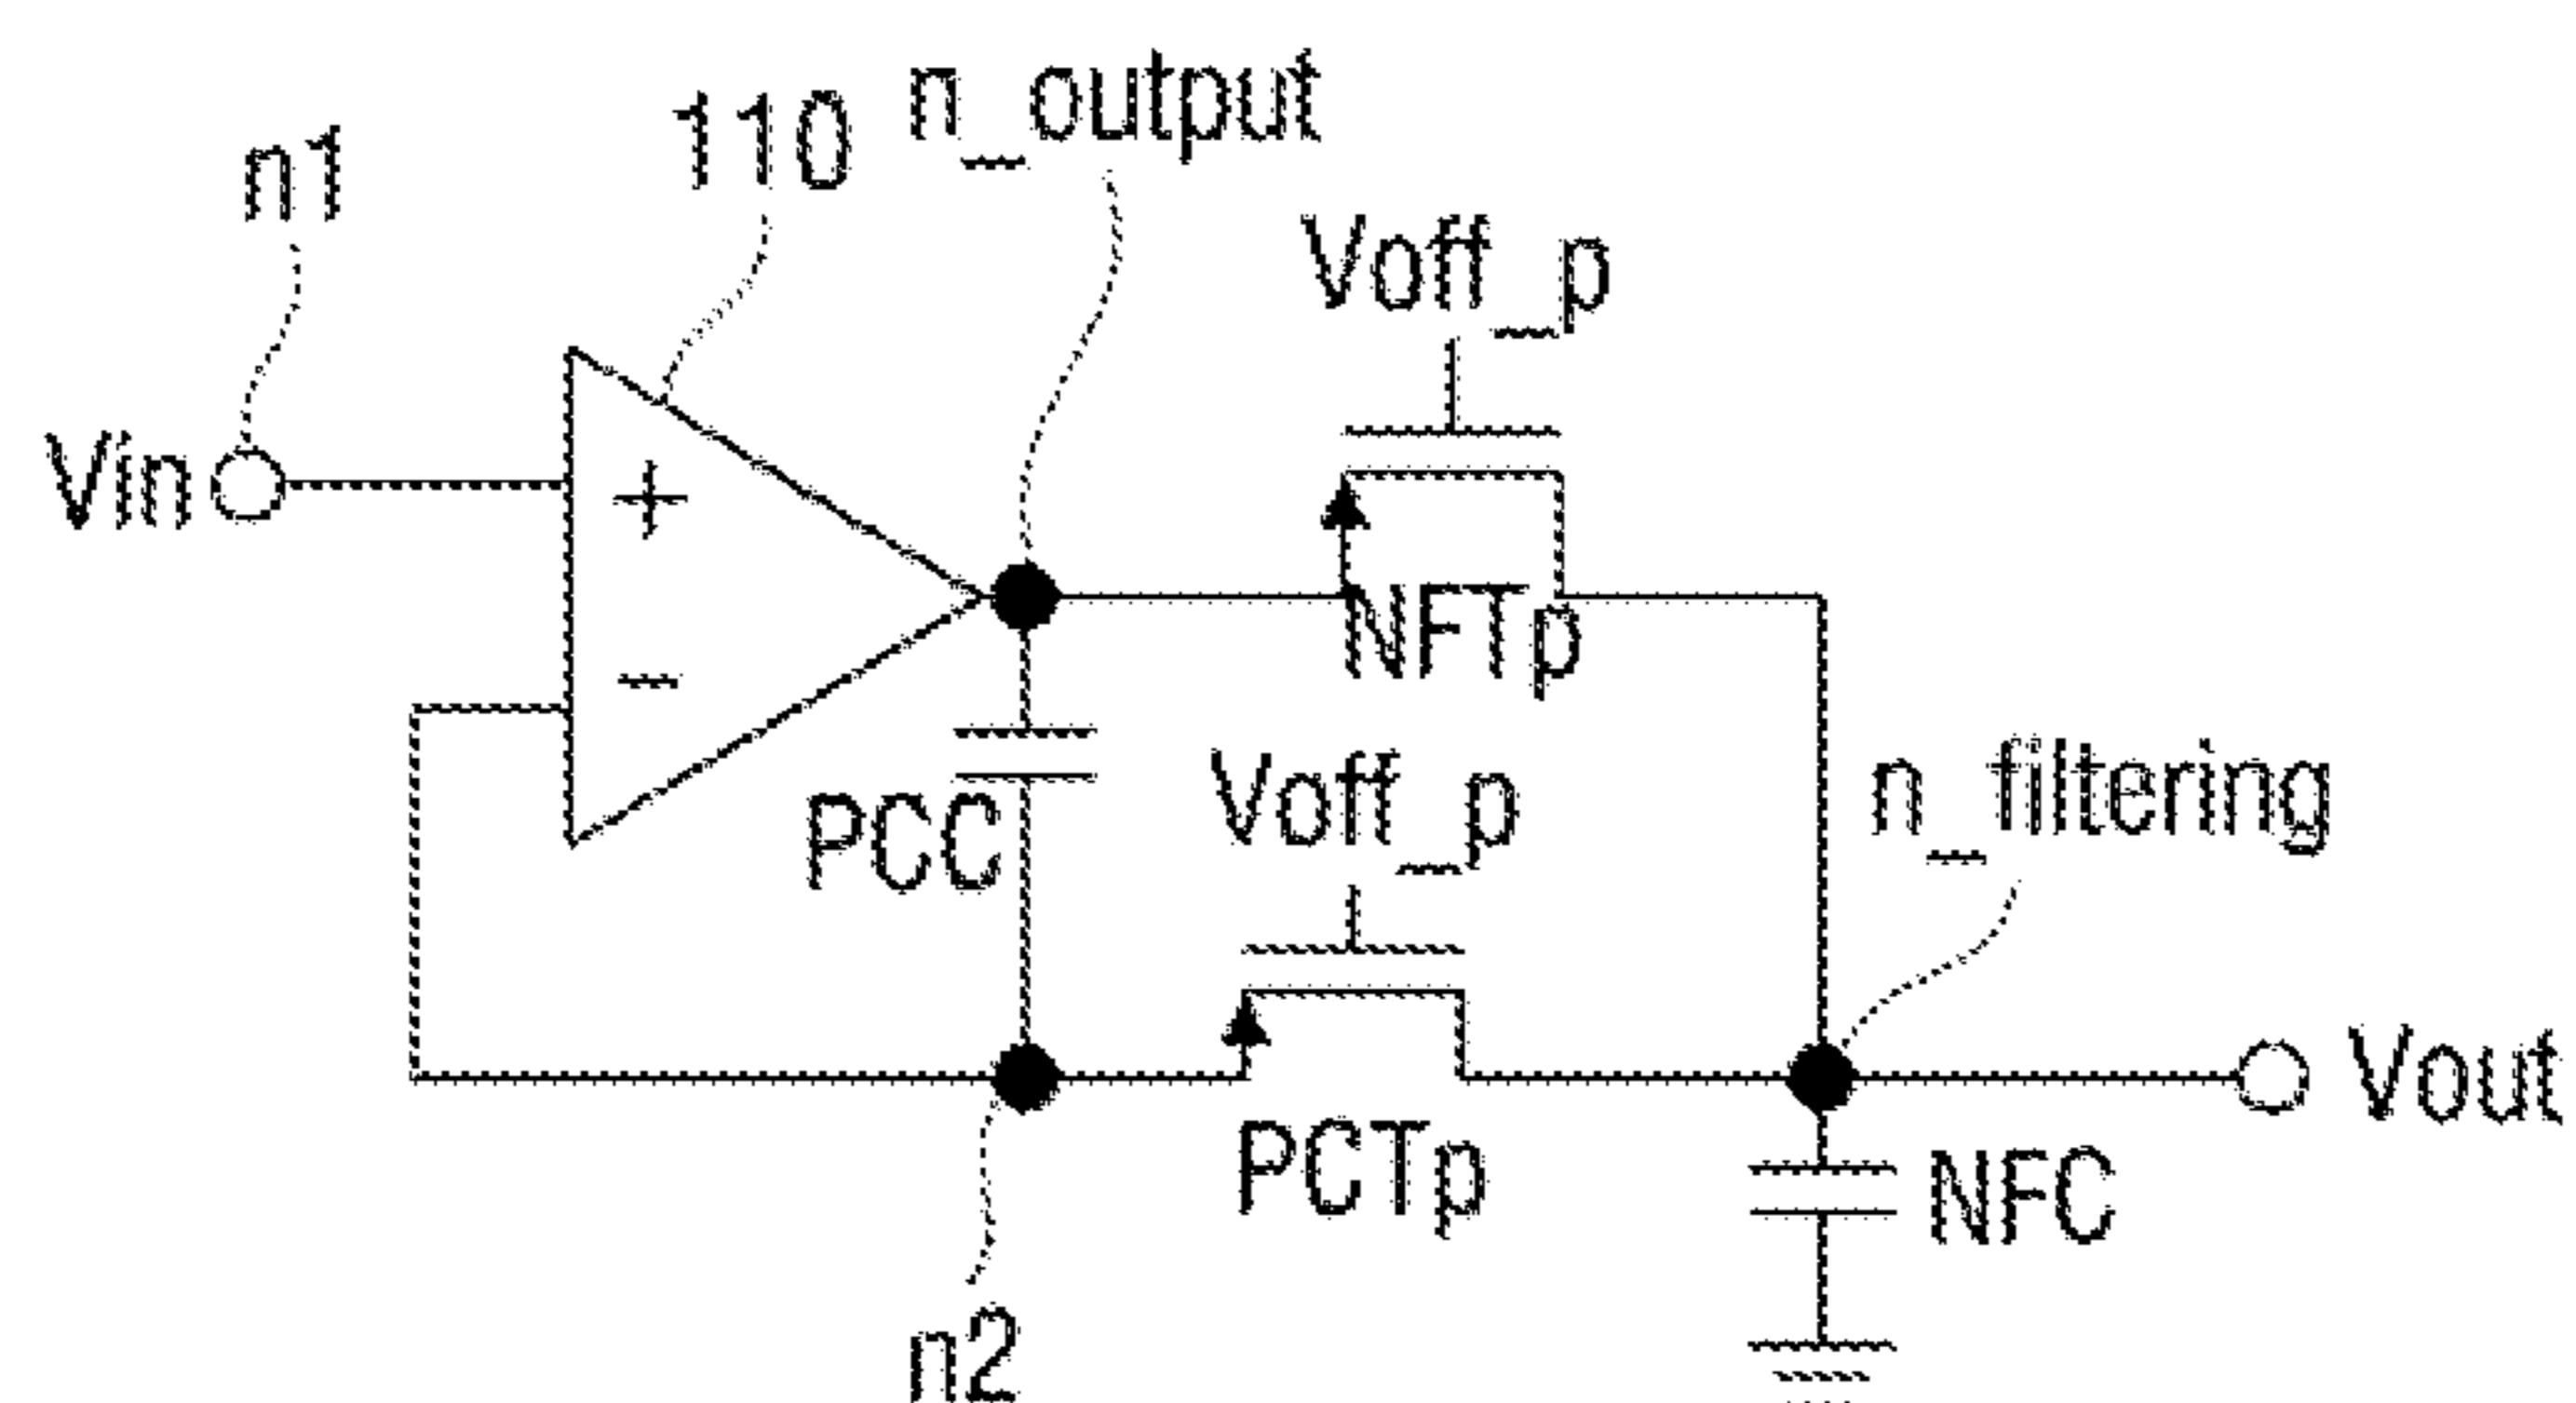 n1
110
n_output
Voff_p
Vin
+
NFTp
−
PCC
Voff_p
n_filtering
Vout
PCTp
NFC
n2